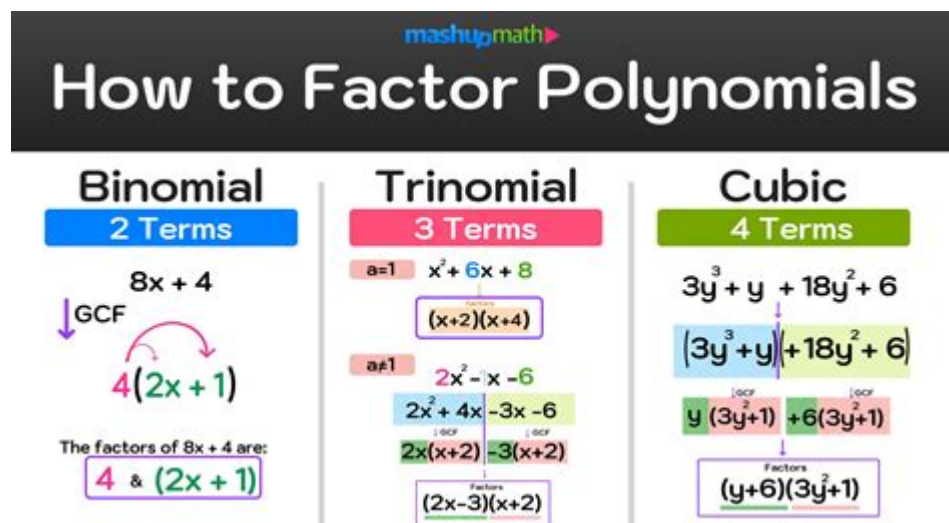 mashupmath
How to Factor Polynomials
Binomial
2 Terms
8x + 4
GCF
4(2x + 1)
The factors of 8x + 4 are:
4 & (2x + 1)
Trinomial
3 Terms
a=1 x² + 6x + 8
Factors
(x+2)(x+4)
a≠1
2x² - 1x - 6
2x² + 4x -3x -6
↓GCF ↓GCF
2x(x+2) -3(x+2)
Factors
(2x-3)(x+2)
Cubic
4 Terms
3y³ + y + 18y² + 6
(3y³+y)(+18y² + 6)
↓GCF ↓GCF
y (3y²+1) +6(3y²+1)
Factors
(y+6)(3y²+1)